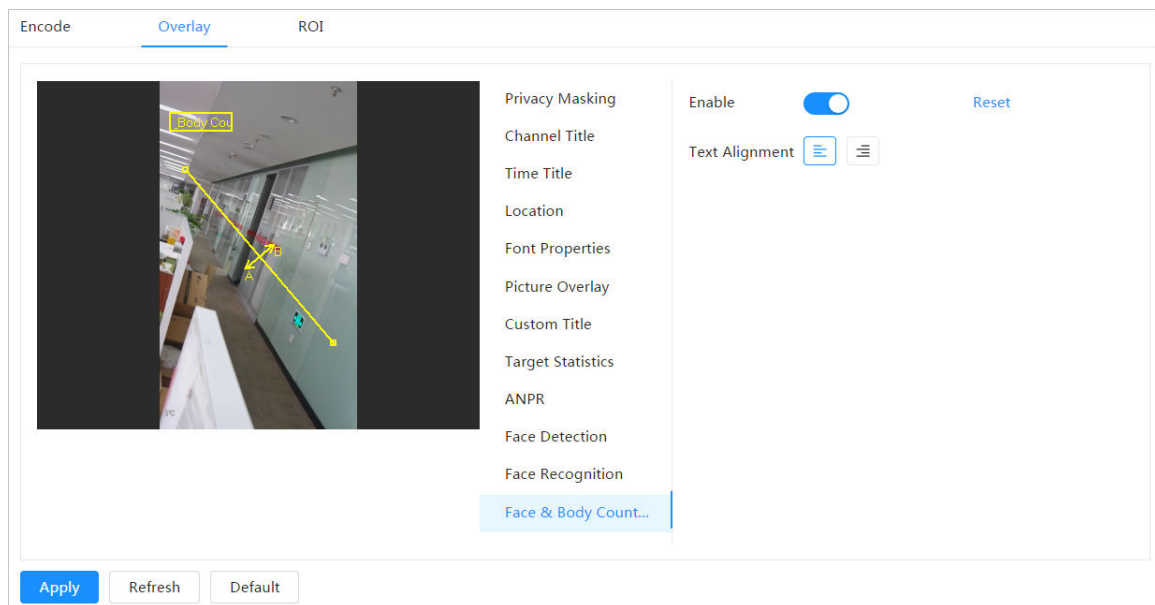 Encode Overlay ROI
Body Cou
B
A
Privacy Masking
Channel Title
Time Title
Location
Font Properties
Picture Overlay
Custom Title
Target Statistics
ANPR
Face Detection
Face Recognition
Face & Body Count...
Enable Reset
Text Alignment
Apply Refresh Default